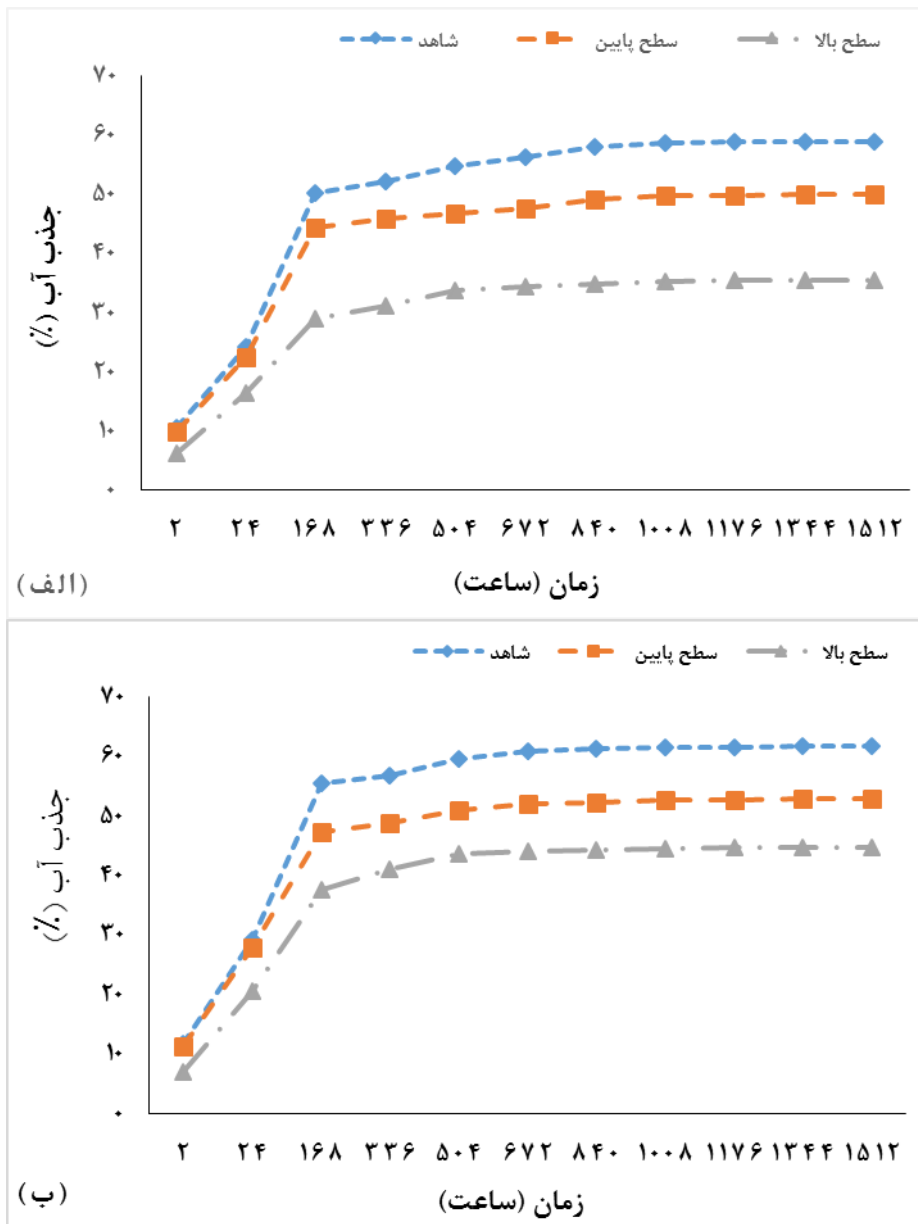 شاهد سطح پایین سطح بالا
جذب آب (٪)
۷۰
۶۰
۵۰
۴۰
۳۰
۲۰
۱۰
۰
۲ ۲۴ ۱۶۸ ۳۳۶ ۵۰۴ ۶۷۲ ۸۴۰ ۱۰۰۸ ۱۱۷۶ ۱۳۴۴ ۱۵۱۲
زمان (ساعت)
(الف)
شاهد سطح پایین سطح بالا
جذب آب (٪)
۷۰
۶۰
۵۰
۴۰
۳۰
۲۰
۱۰
۰
۲ ۲۴ ۱۶۸ ۳۳۶ ۵۰۴ ۶۷۲ ۸۴۰ ۱۰۰۸ ۱۱۷۶ ۱۳۴۴ ۱۵۱۲
زمان (ساعت)
(ب)